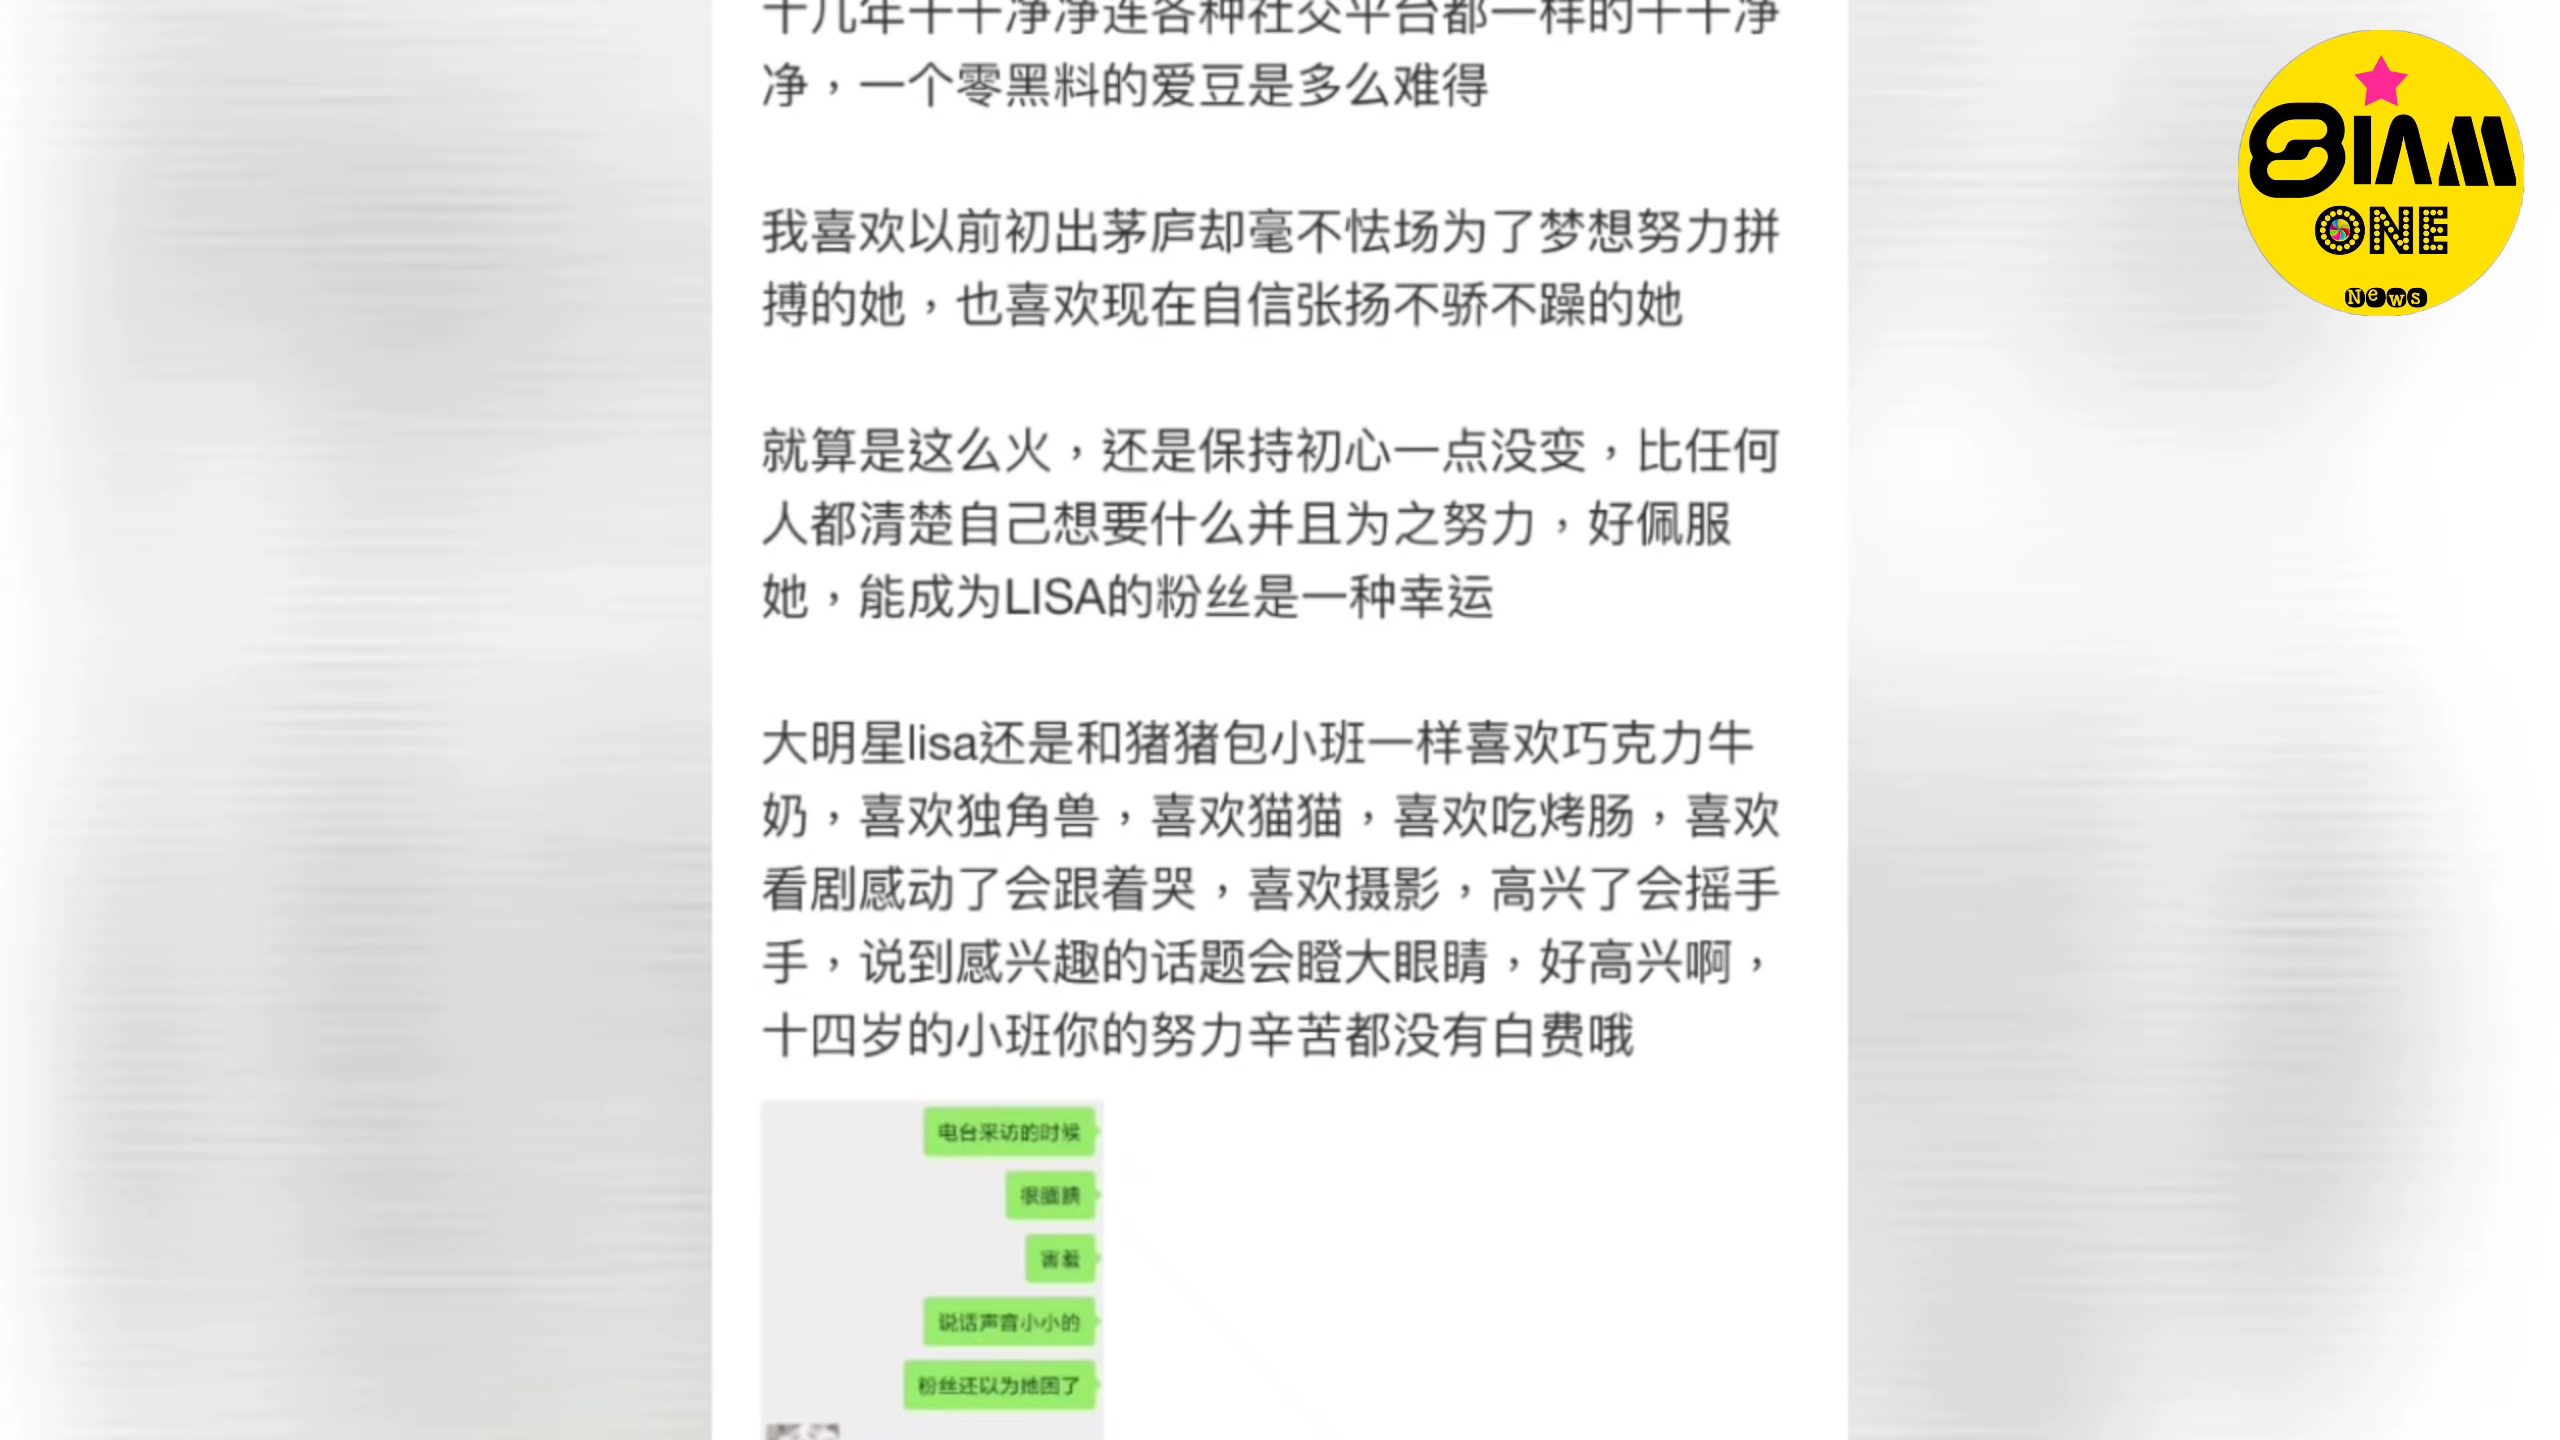 十几年干干净净连各种社交平台都一样的干干净
净，一个零黑料的爱豆是多么难得
我喜欢以前初出茅庐却毫不怯场为了梦想努力拼
搏的她，也喜欢现在自信张扬不骄不躁的她
就算是这么火，还是保持初心一点没变，比任何
人都清楚自己想要什么并且为之努力，好佩服
她，能成为LISA的粉丝是一种幸运
大明星lisa还是和猪猪包小班一样喜欢巧克力牛
奶，喜欢独角兽，喜欢猫猫，喜欢吃烤肠，喜欢
看剧感动了会跟着哭，喜欢摄影，高兴了会摇手
手，说到感兴趣的话题会瞪大眼睛，好高兴啊，
十四岁的小班你的努力辛苦都没有白费哦
电台采访的时候
很腼腆
害羞
说话声音小小的
粉丝还以为她困了
SIAM
ONE
News